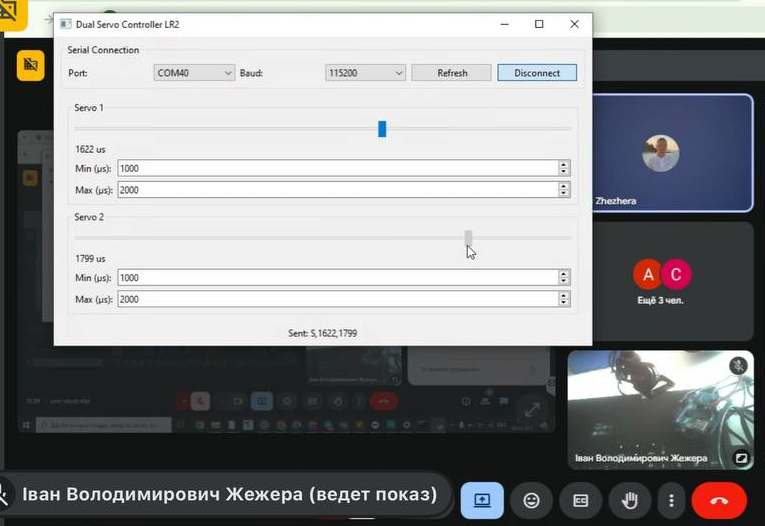 Dual Servo Controller LR2
Serial Connection
Port: COM40 Baud: 115200 Refresh Disconnect
Servo 1
1622 us
Min (µs): 1000
Max (µs): 2000
Servo 2
1799 us
Min (µs): 1000
Max (µs): 2000
Sent: S,1622,1799
Zhezhera
A C
Ещё 3 чел.
Іван Володимирович Жежера
Іван Володимирович Жежера (ведет показ)